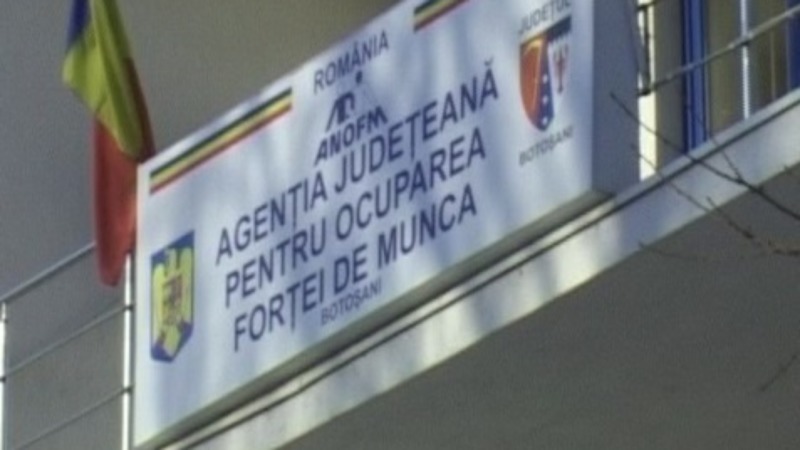 ROMÂNIA
ANOFM
AGENȚIA JUDEȚEANĂ
PENTRU OCUPAREA
FORȚEI DE MUNCA
BOTOȘANI
JUDEȚUL
BOTOȘANI